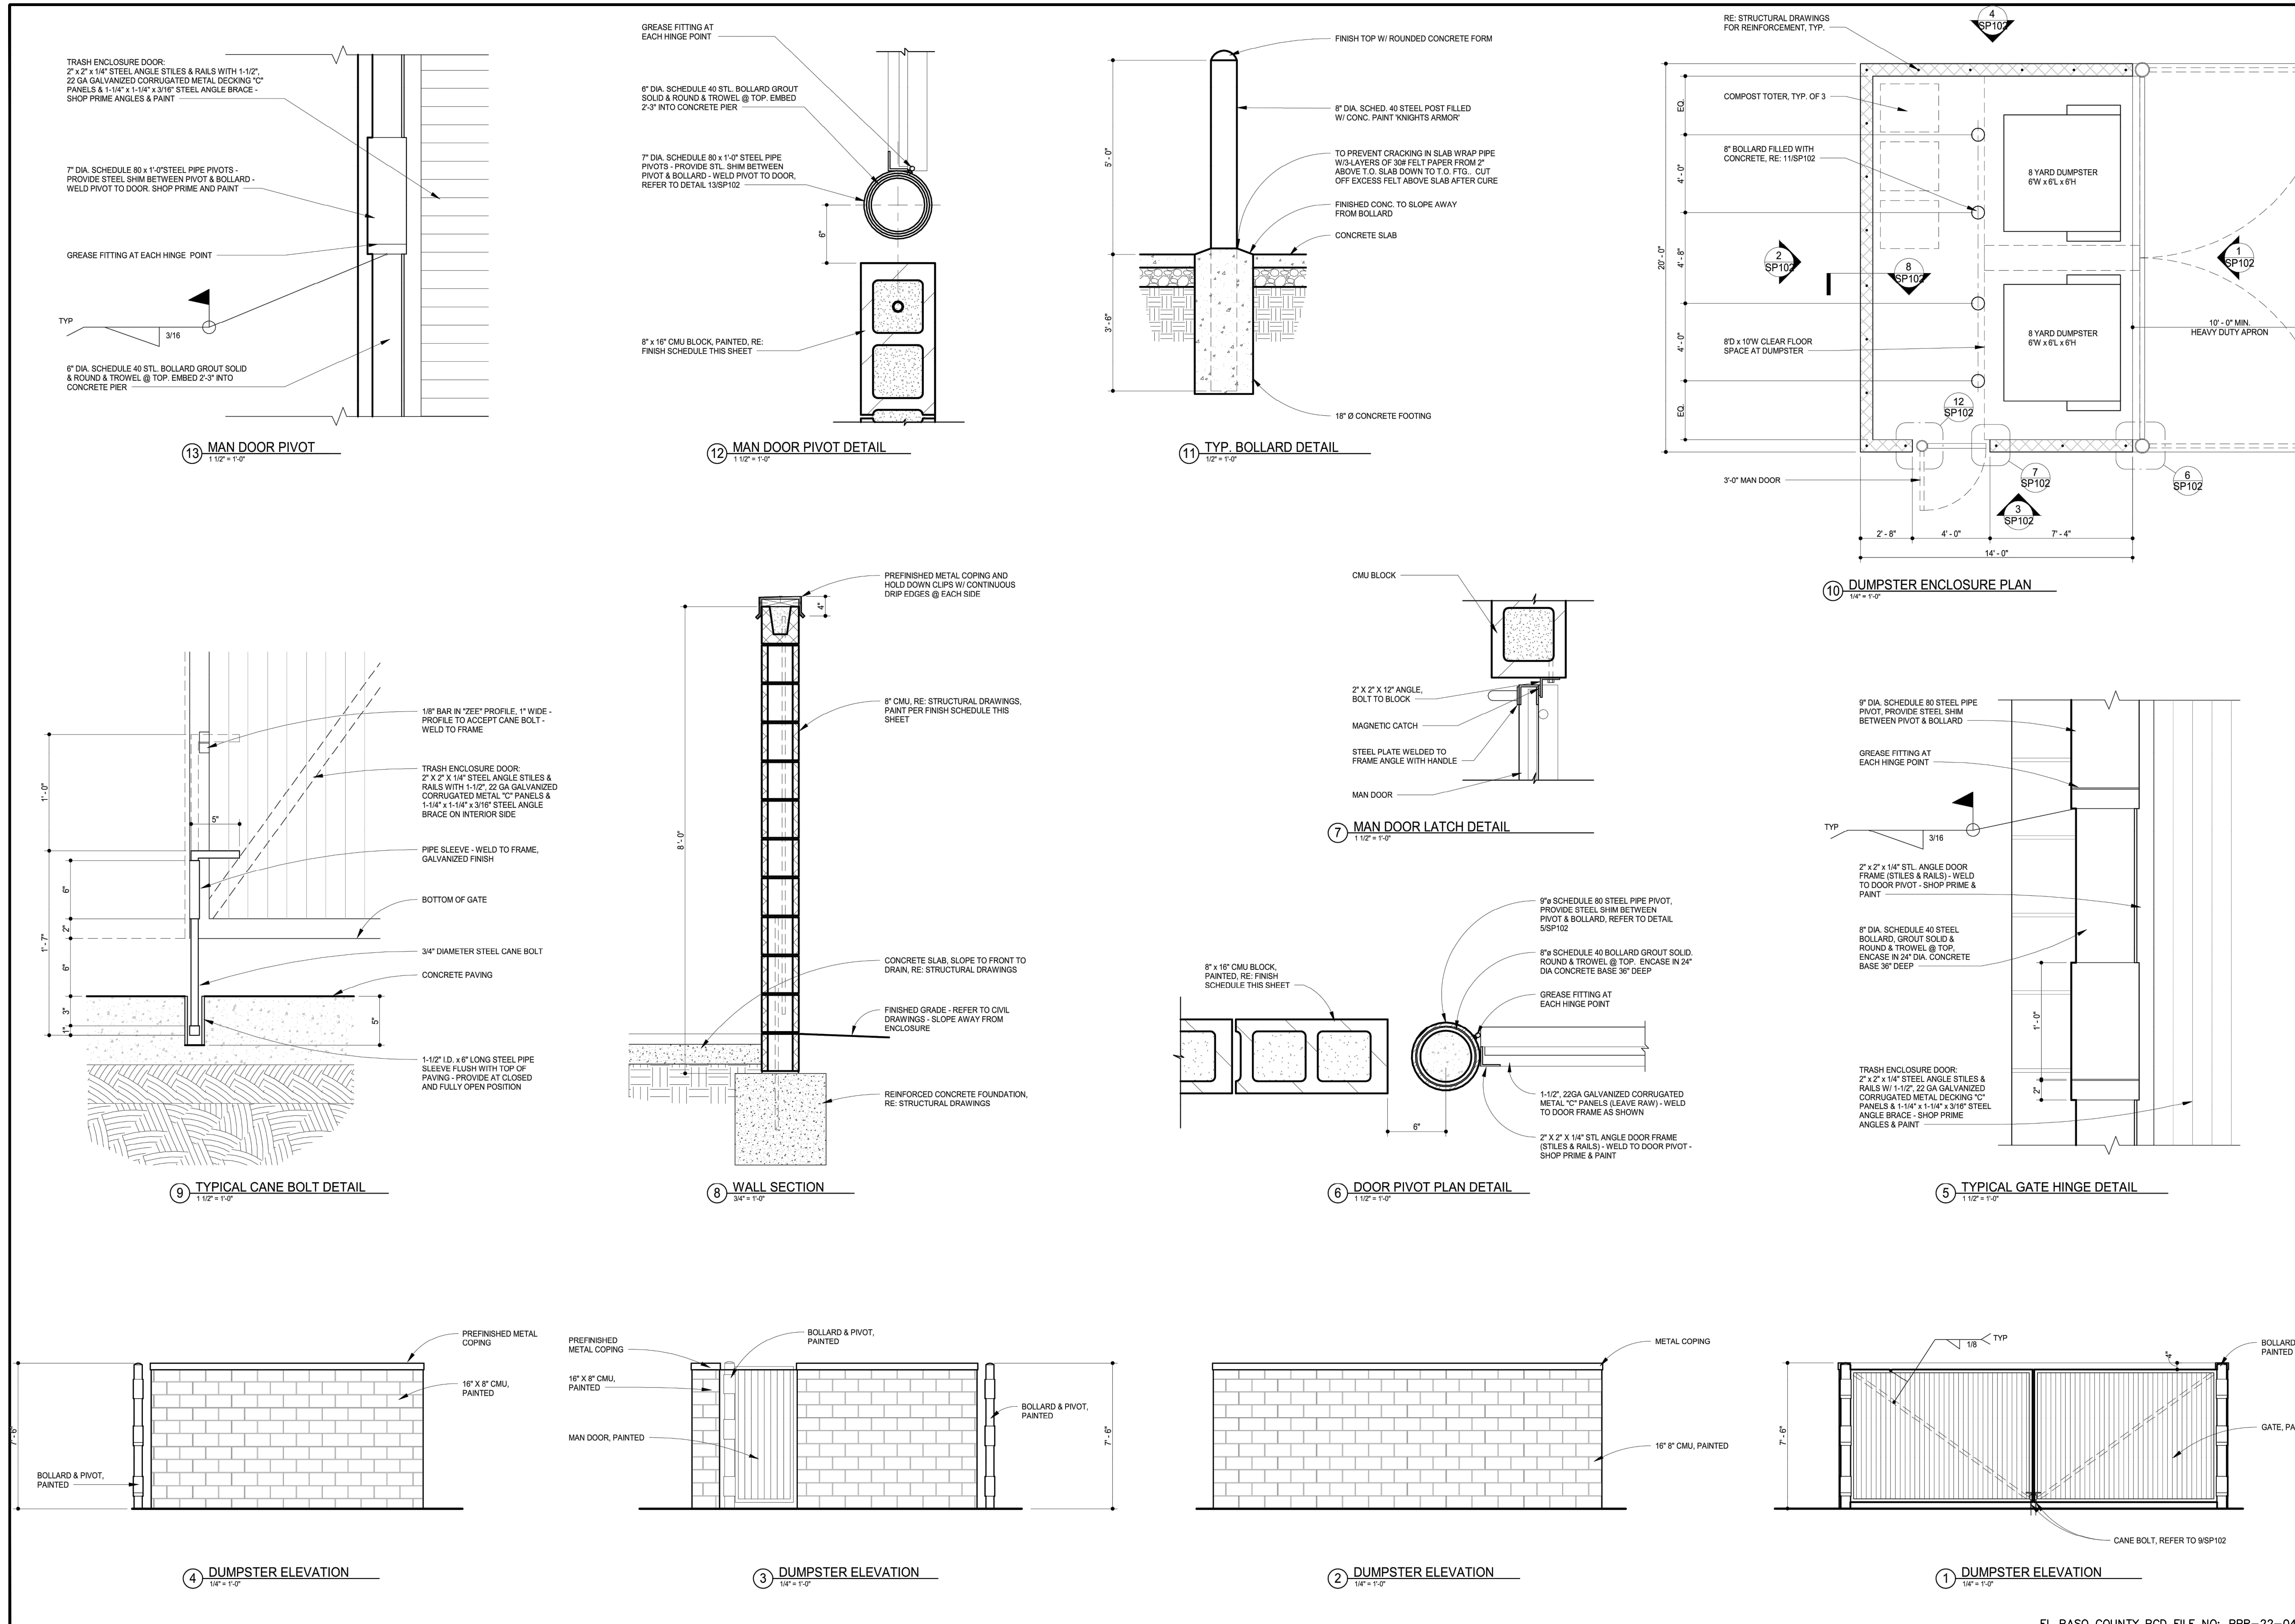 TRASH ENCLOSURE DOOR:
2" x 2" x 1/4" STEEL ANGLE STILES & RAILS WITH 1-1/2",
22 GA GALVANIZED CORRUGATED METAL DECKING "C"
PANELS & 1-1/4" x 1-1/4" x 3/16" STEEL ANGLE BRACE -
SHOP PRIME ANGLES & PAINT
7" DIA. SCHEDULE 80 x 1'-0"STEEL PIPE PIVOTS -
PROVIDE STEEL SHIM BETWEEN PIVOT & BOLLARD -
WELD PIVOT TO DOOR. SHOP PRIME AND PAINT
GREASE FITTING AT EACH HINGE POINT
TYP
3/16
6" DIA. SCHEDULE 40 STL. BOLLARD GROUT SOLID
& ROUND & TROWEL @ TOP. EMBED 2'-3" INTO
CONCRETE PIER
13
MAN DOOR PIVOT
1 1/2" = 1'-0"
GREASE FITTING AT
EACH HINGE POINT
6" DIA. SCHEDULE 40 STL. BOLLARD GROUT
SOLID & ROUND & TROWEL @ TOP. EMBED
2'-3" INTO CONCRETE PIER
7" DIA. SCHEDULE 80 x 1'-0" STEEL PIPE
PIVOTS - PROVIDE STL. SHIM BETWEEN
PIVOT & BOLLARD - WELD PIVOT TO DOOR,
REFER TO DETAIL 13/SP102
6"
8" x 16" CMU BLOCK, PAINTED, RE:
FINISH SCHEDULE THIS SHEET
12
MAN DOOR PIVOT DETAIL
1 1/2" = 1'-0"
FINISH TOP W/ ROUNDED CONCRETE FORM
5' - 0"
8" DIA. SCHED. 40 STEEL POST FILLED
W/ CONC. PAINT 'KNIGHTS ARMOR'
TO PREVENT CRACKING IN SLAB WRAP PIPE
W/3-LAYERS OF 30# FELT PAPER FROM 2"
ABOVE T.O. SLAB DOWN TO T.O. FTG.. CUT
OFF EXCESS FELT ABOVE SLAB AFTER CURE
FINISHED CONC. TO SLOPE AWAY
FROM BOLLARD
CONCRETE SLAB
3' - 6"
18" Ø CONCRETE FOOTING
11
TYP. BOLLARD DETAIL
1/2" = 1'-0"
RE: STRUCTURAL DRAWINGS
FOR REINFORCEMENT, TYP.
4
SP102
COMPOST TOTER, TYP. OF 3
EQ.
8" BOLLARD FILLED WITH
CONCRETE, RE: 11/SP102
4' - 0"
8 YARD DUMPSTER
6'W x 6'L x 6'H
20' - 0"
4' - 8"
2
SP102
8
SP102
1
SP102
8 YARD DUMPSTER
6'W x 6'L x 6'H
10' - 0" MIN.
HEAVY DUTY APRON
8'D x 10'W CLEAR FLOOR
SPACE AT DUMPSTER
4' - 0"
EQ.
12
SP102
7
SP102
6
SP102
3'-0" MAN DOOR
3
SP102
2' - 8"
4' - 0"
7' - 4"
14' - 0"
10
DUMPSTER ENCLOSURE PLAN
1/4" = 1'-0"
1/8" BAR IN "ZEE" PROFILE, 1" WIDE -
PROFILE TO ACCEPT CANE BOLT -
WELD TO FRAME
TRASH ENCLOSURE DOOR:
2" X 2" X 1/4" STEEL ANGLE STILES &
RAILS WITH 1-1/2", 22 GA GALVANIZED
CORRUGATED METAL "C" PANELS &
1-1/4" x 1-1/4" x 3/16" STEEL ANGLE
BRACE ON INTERIOR SIDE
1' - 0"
5"
PIPE SLEEVE - WELD TO FRAME,
GALVANIZED FINISH
6"
BOTTOM OF GATE
2"
1' - 7"
6"
3/4" DIAMETER STEEL CANE BOLT
CONCRETE PAVING
3"
1"
5"
1-1/2" I.D. x 6" LONG STEEL PIPE
SLEEVE FLUSH WITH TOP OF
PAVING - PROVIDE AT CLOSED
AND FULLY OPEN POSITION
9
TYPICAL CANE BOLT DETAIL
1 1/2" = 1'-0"
PREFINISHED METAL COPING AND
HOLD DOWN CLIPS W/ CONTINUOUS
DRIP EDGES @ EACH SIDE
4"
8" CMU, RE: STRUCTURAL DRAWINGS,
PAINT PER FINISH SCHEDULE THIS
SHEET
8' - 0"
CONCRETE SLAB, SLOPE TO FRONT TO
DRAIN, RE: STRUCTURAL DRAWINGS
FINISHED GRADE - REFER TO CIVIL
DRAWINGS - SLOPE AWAY FROM
ENCLOSURE
REINFORCED CONCRETE FOUNDATION,
RE: STRUCTURAL DRAWINGS
8
WALL SECTION
3/4" = 1'-0"
CMU BLOCK
2" X 2" X 12" ANGLE,
BOLT TO BLOCK
MAGNETIC CATCH
STEEL PLATE WELDED TO
FRAME ANGLE WITH HANDLE
MAN DOOR
7
MAN DOOR LATCH DETAIL
1 1/2" = 1'-0"
9"ø SCHEDULE 80 STEEL PIPE PIVOT,
PROVIDE STEEL SHIM BETWEEN
PIVOT & BOLLARD, REFER TO DETAIL
5/SP102
8"ø SCHEDULE 40 BOLLARD GROUT SOLID.
ROUND & TROWEL @ TOP. ENCASE IN 24"
DIA CONCRETE BASE 36" DEEP
8" x 16" CMU BLOCK,
PAINTED, RE: FINISH
SCHEDULE THIS SHEET
GREASE FITTING AT
EACH HINGE POINT
1-1/2", 22GA GALVANIZED CORRUGATED
METAL "C" PANELS (LEAVE RAW) - WELD
TO DOOR FRAME AS SHOWN
6"
2" X 2" X 1/4" STL ANGLE DOOR FRAME
(STILES & RAILS) - WELD TO DOOR PIVOT -
SHOP PRIME & PAINT
6
DOOR PIVOT PLAN DETAIL
1 1/2" = 1'-0"
9" DIA. SCHEDULE 80 STEEL PIPE
PIVOT, PROVIDE STEEL SHIM
BETWEEN PIVOT & BOLLARD
GREASE FITTING AT
EACH HINGE POINT
TYP
3/16
2" x 2" x 1/4" STL. ANGLE DOOR
FRAME (STILES & RAILS) - WELD
TO DOOR PIVOT - SHOP PRIME &
PAINT
8" DIA. SCHEDULE 40 STEEL
BOLLARD, GROUT SOLID &
ROUND & TROWEL @ TOP,
ENCASE IN 24" DIA. CONCRETE
BASE 36" DEEP
1' - 0"
2"
TRASH ENCLOSURE DOOR:
2" x 2" x 1/4" STEEL ANGLE STILES &
RAILS W/ 1-1/2", 22 GA GALVANIZED
CORRUGATED METAL DECKING "C"
PANELS & 1-1/4" x 1-1/4" x 3/16" STEEL
ANGLE BRACE - SHOP PRIME
ANGLES & PAINT
5
TYPICAL GATE HINGE DETAIL
1 1/2" = 1'-0"
PREFINISHED METAL
COPING
16" X 8" CMU,
PAINTED
7' - 6"
BOLLARD & PIVOT,
PAINTED
4
DUMPSTER ELEVATION
1/4" = 1'-0"
PREFINISHED
METAL COPING
BOLLARD & PIVOT,
PAINTED
16" X 8" CMU,
PAINTED
BOLLARD & PIVOT,
PAINTED
MAN DOOR, PAINTED
7' - 6"
3
DUMPSTER ELEVATION
1/4" = 1'-0"
METAL COPING
16" 8" CMU, PAINTED
2
DUMPSTER ELEVATION
1/4" = 1'-0"
TYP
1/8
4"
BOLLARD
PAINTED
7' - 6"
GATE, PA
CANE BOLT, REFER TO 9/SP102
1
DUMPSTER ELEVATION
1/4" = 1'-0"
EL PASO COUNTY PCD FILE NO: PPR-22-04